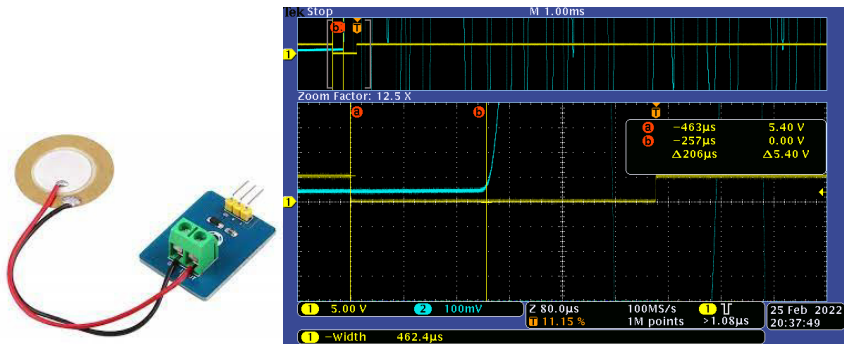 Tek Stop M 1.00ms
b T
1
Zoom Factor: 12.5 X
a b T
a −463µs 5.40 V
b −257µs 0.00 V
Δ206µs Δ5.40 V
1
1 5.00 V 2 100mV Z 80.0µs 100MS/s 1
T 11.15 % 1M points >1.08µs
25 Feb 2022
20:37:49
1 −Width 462.4µs